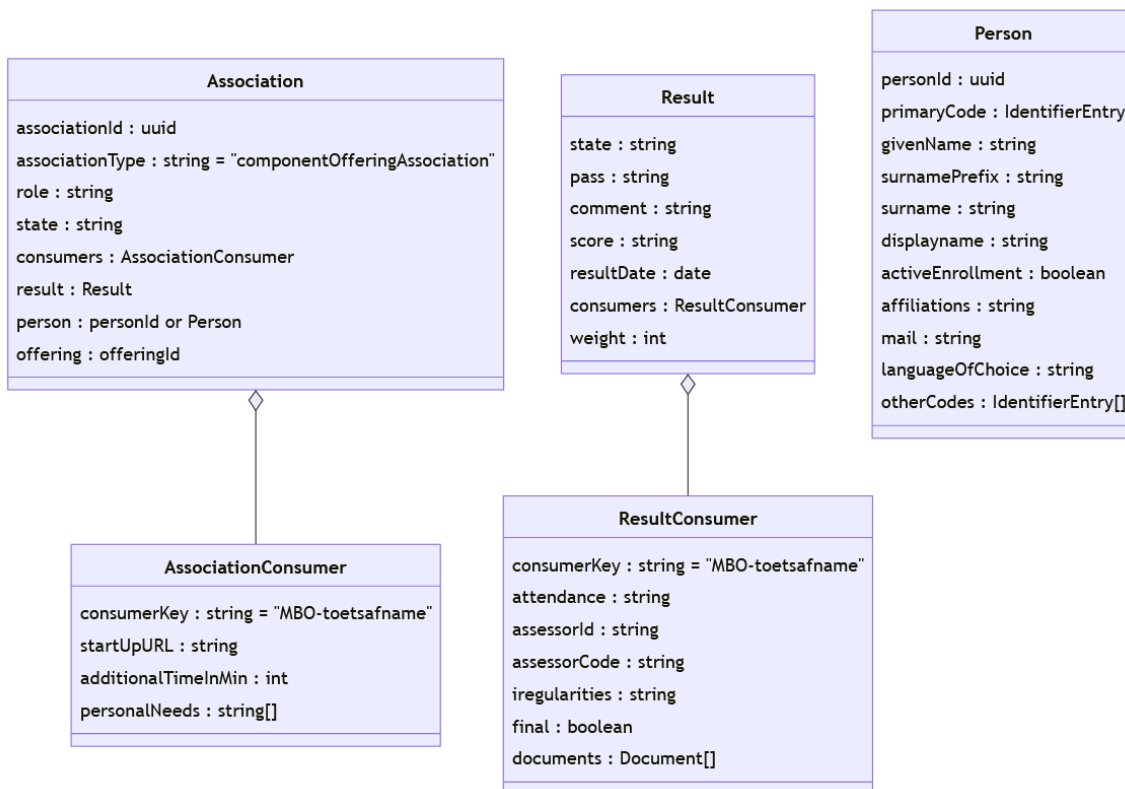 Association
associationId : uuid
associationType : string = "componentOfferingAssociation"
role : string
state : string
consumers : AssociationConsumer
result : Result
person : personId or Person
offering : offeringId
Result
state : string
pass : string
comment : string
score : string
resultDate : date
consumers : ResultConsumer
weight : int
Person
personId : uuid
primaryCode : IdentifierEntry
givenName : string
surnamePrefix : string
surname : string
displayname : string
activeEnrollment : boolean
affiliations : string
mail : string
languageOfChoice : string
otherCodes : IdentifierEntry[]
AssociationConsumer
consumerKey : string = "MBO-toetsafname"
startUpURL : string
additionalTimeInMin : int
personalNeeds : string[]
ResultConsumer
consumerKey : string = "MBO-toetsafname"
attendance : string
assessorId : string
assessorCode : string
iregularities : string
final : boolean
documents : Document[]